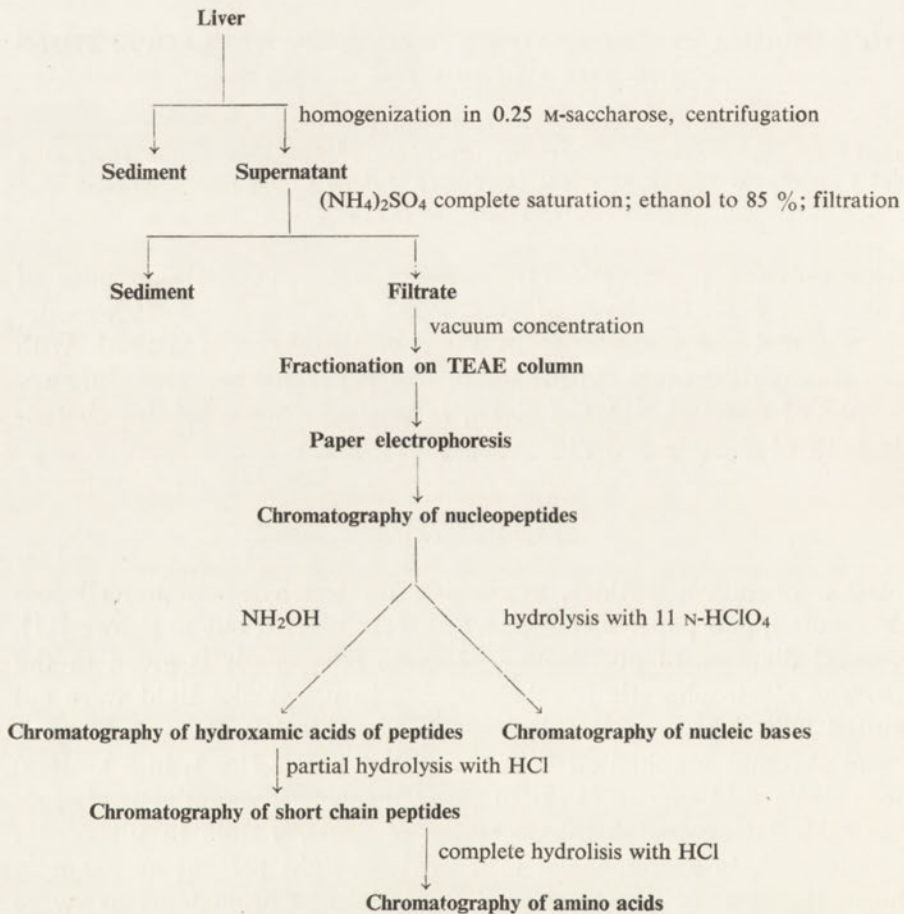 Liver
homogenization in 0.25 M-saccharose, centrifugation
Sediment Supernatant
(NH4)2SO4 complete saturation; ethanol to 85 %; filtration
Sediment Filtrate
vacuum concentration
Fractionation on TEAE column
Paper electrophoresis
Chromatography of nucleopeptides
NH2OH hydrolysis with 11 N-HClO4
Chromatography of hydroxamic acids of peptides Chromatography of nucleic bases
partial hydrolysis with HCl
Chromatography of short chain peptides
complete hydrolisis with HCl
Chromatography of amino acids